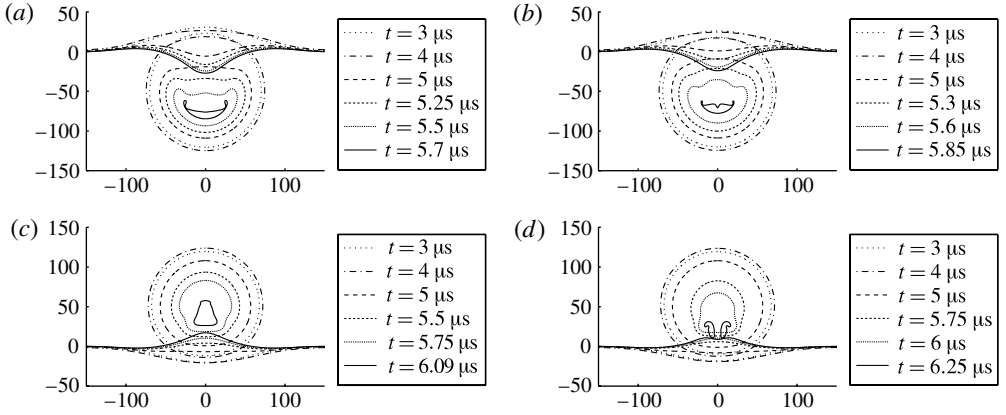 (a)
50
0
−50
−100
−150
−100 0 100
t = 3 μs
t = 4 μs
t = 5 μs
t = 5.25 μs
t = 5.5 μs
t = 5.7 μs
(b)
50
0
−50
−100
−150
−100 0 100
t = 3 μs
t = 4 μs
t = 5 μs
t = 5.3 μs
t = 5.6 μs
t = 5.85 μs
(c)
150
100
50
0
−50
−100 0 100
t = 3 μs
t = 4 μs
t = 5 μs
t = 5.5 μs
t = 5.75 μs
t = 6.09 μs
(d)
150
100
50
0
−50
−100 0 100
t = 3 μs
t = 4 μs
t = 5 μs
t = 5.75 μs
t = 6 μs
t = 6.25 μs